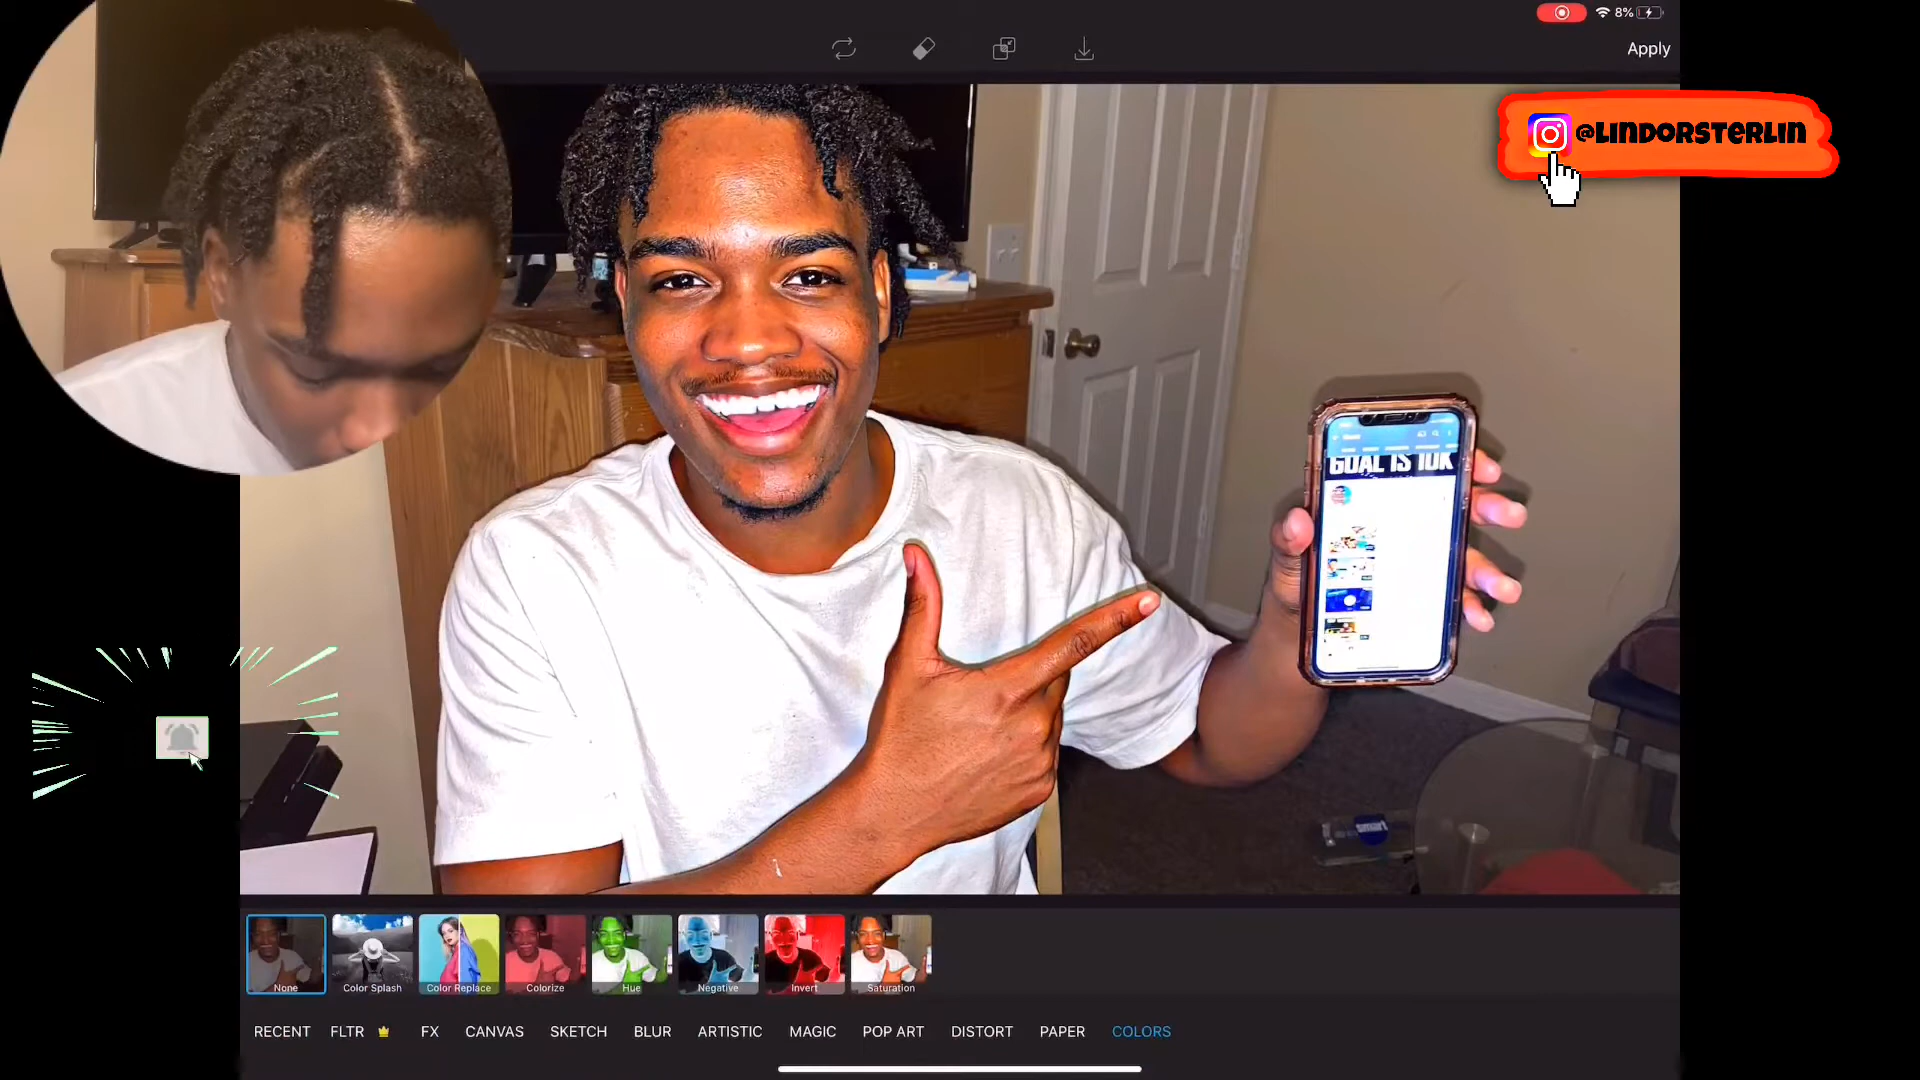 8%
Apply
@LINDORSTERLIN
GOAL IS 10K
None
Color Splash
Color Replace
Colorize
Hue
Negative
Invert
Saturation
RECENT FLTR FX CANVAS SKETCH BLUR ARTISTIC MAGIC POP ART DISTORT PAPER COLORS